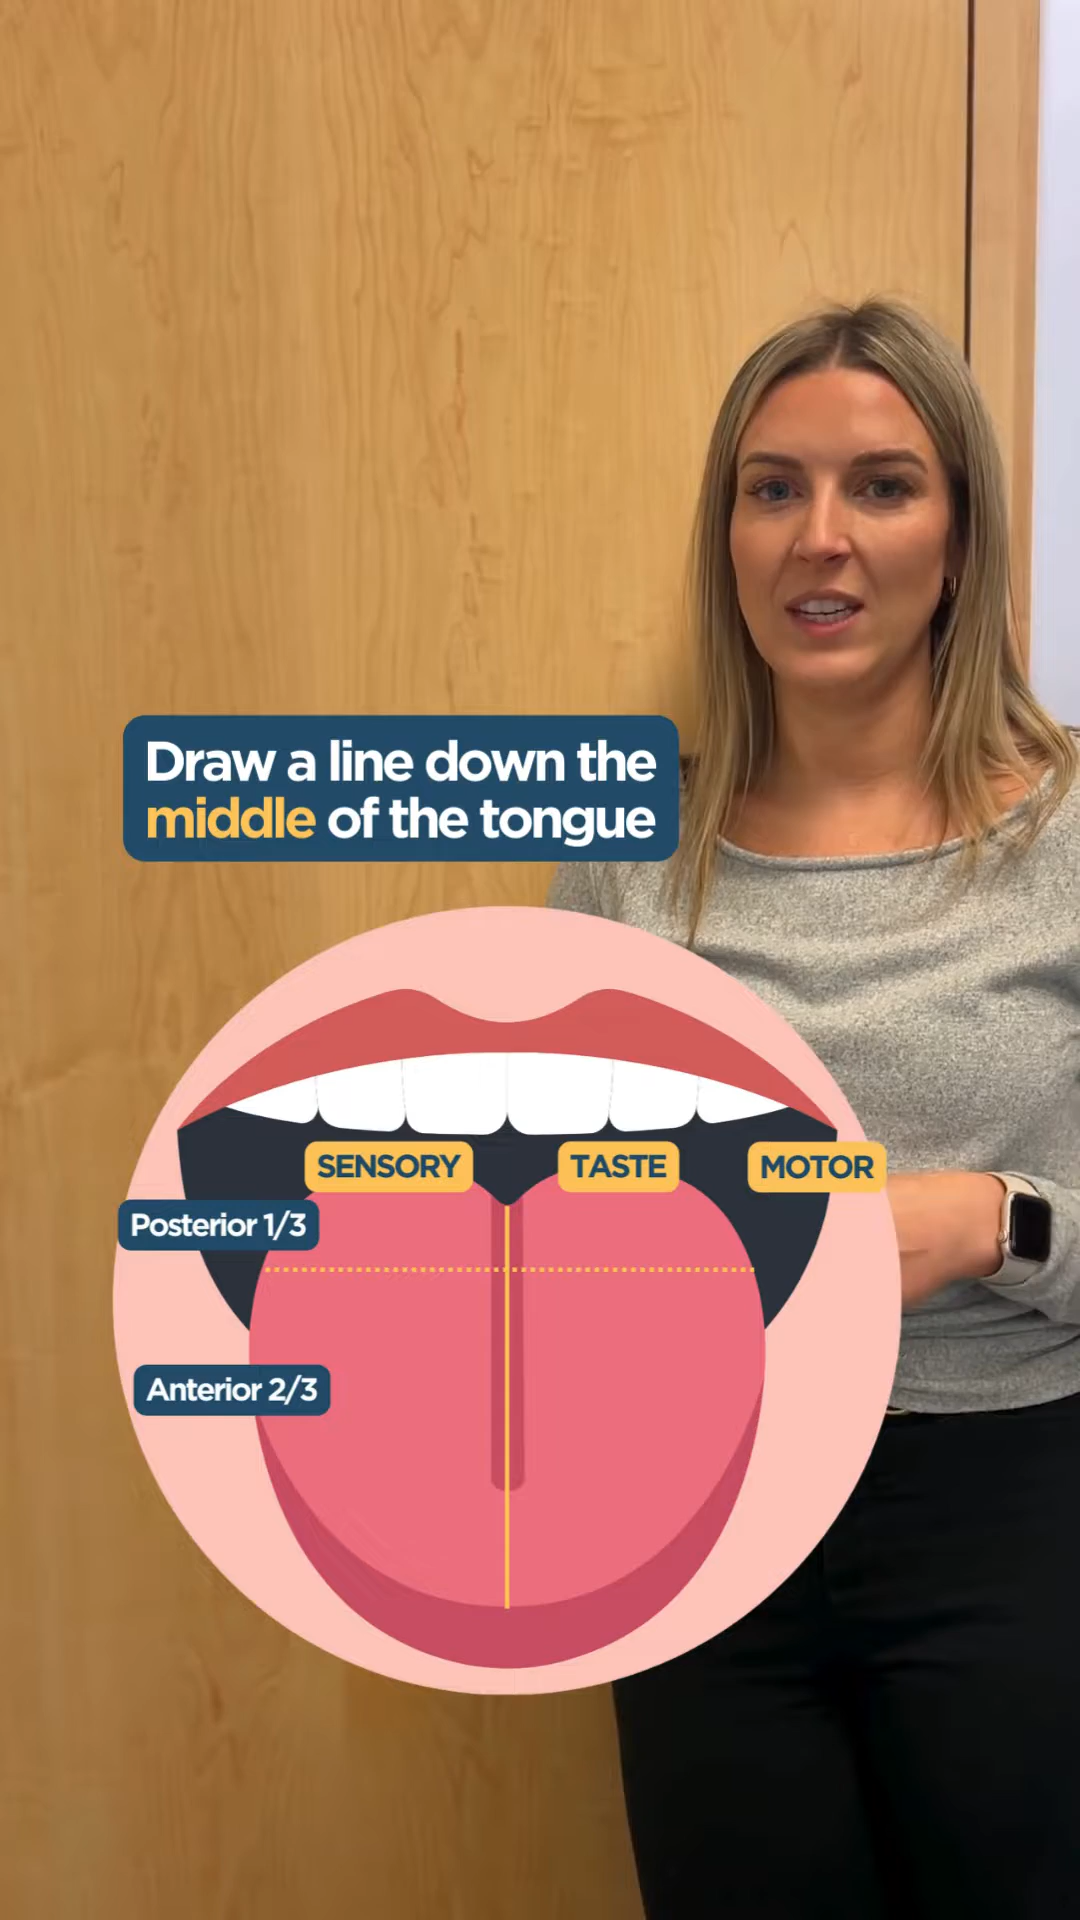 Draw a line down the
middle of the tongue
SENSORY
TASTE
MOTOR
Posterior 1/3
Anterior 2/3